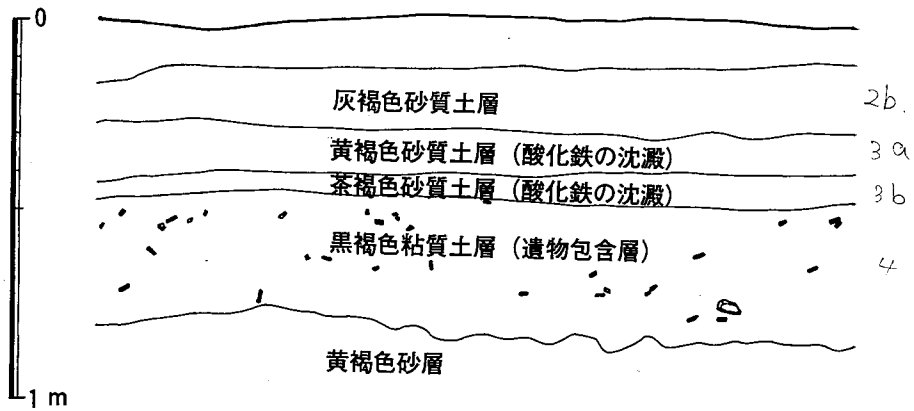 0
灰褐色砂質土層 2b.
黄褐色砂質土層（酸化鉄の沈澱） 3a
茶褐色砂質土層（酸化鉄の沈澱） 3b
黒褐色粘質土層（遺物包含層） 4
黄褐色砂層
1 m